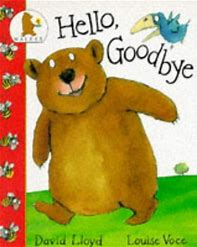 WALKER
Hello,
Goodbye
David Lloyd Louise Voce